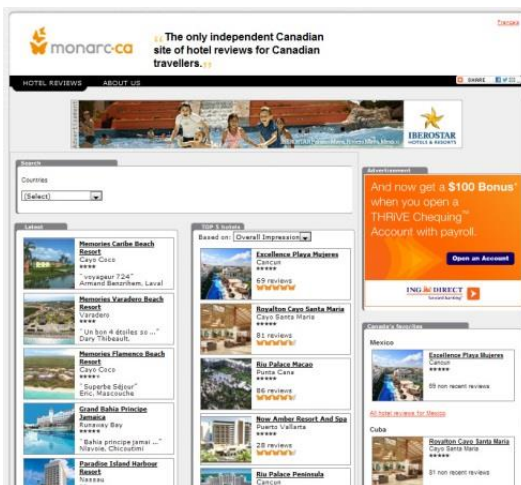 Français
monarc-ca
The only independent Canadian
site of hotel reviews for Canadian
travellers.
HOTEL REVIEWS ABOUT US
SHARE
Advertisement
IBEROSTAR
HOTELS & RESORTS
Search
Countries
(Select)
Latest
Memories Caribe Beach
Resort
Cayo Coco
****
" voyageur 724"
Armand Benzrihem, Laval
Memories Varadero Beach
Resort
Varadero
****
" Un bon 4 étoiles so ..."
Dary Thibeault,
Memories Flamenco Beach
Resort
Cayo Coco
" Superbe Séjour"
Eric, Mascouche
Grand Bahia Principe
Jamaica
Runaway Bay
*****
" Bahia principe jamai ..."
Nlavoie, Chicoutimi
Paradise Island Harbour
Resort
Nassau
TOP 5 hotels
Based on: Overall Impression
Excellence Playa Mujeres
Cancun
*****
69 reviews
Royalton Cayo Santa Maria
Cayo Santa Maria
*****
81 reviews
Riu Palace Macao
Punta Cana
*****
86 reviews
Now Amber Resort And Spa
Puerto Vallarta
*****
28 reviews
Riu Palace Peninsula
Cancun
Advertisement
And now get a $100 Bonus*
when you open a
THRiVE Chequing™
Account with payroll.
Open an Account
ING DIRECT
Canada's favorites
Mexico
Excellence Playa Mujeres
Cancun
*****
69 non recent reviews
All hotel reviews for Mexico
Cuba
Royalton Cayo Santa Maria
Cayo Santa Maria
*****
81 non recent reviews